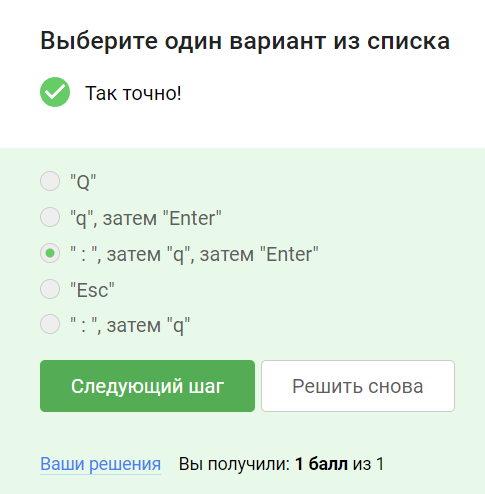 Выберите один вариант из списка
Так точно!
"Q"
"q", затем "Enter"
" : ", затем "q", затем "Enter"
"Esc"
" : ", затем "q"
Следующий шаг
Решить снова
Ваши решения Вы получили: 1 балл из 1